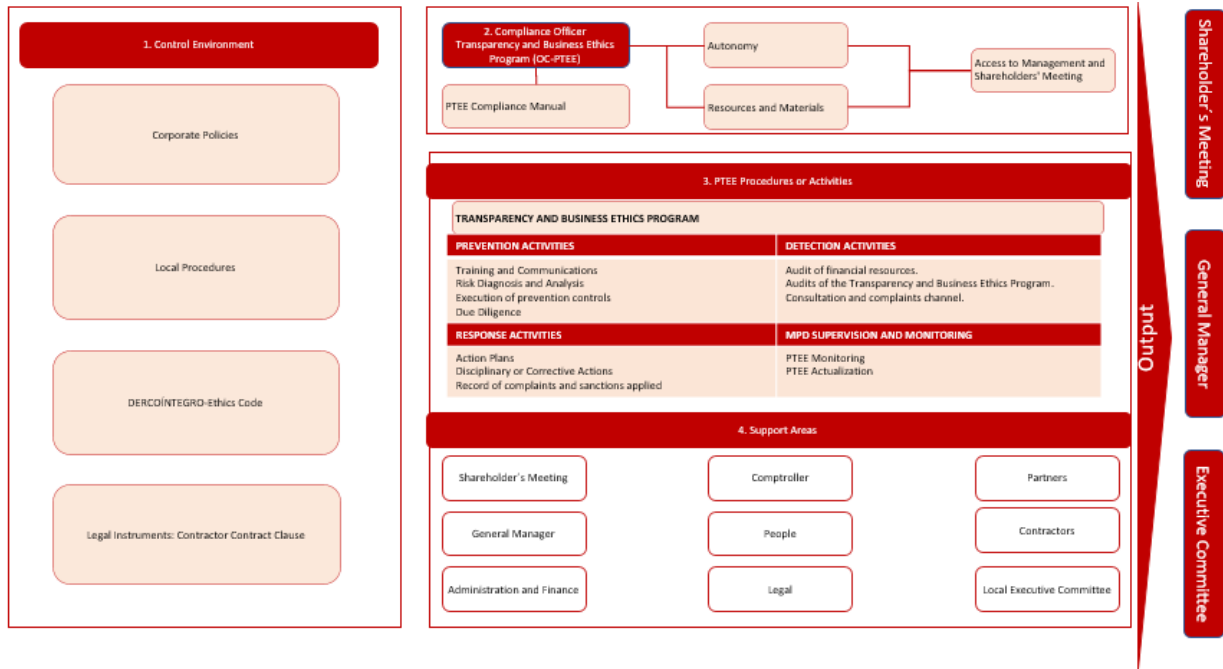 1. Control Environment
Corporate Policies
Local Procedures
DERCOÍNTEGRO-Ethics Code
Legal Instruments: Contractor Contract Clause
2. Compliance Officer
Transparency and Business Ethics
Program (OC-PTEE)
PTEE Compliance Manual
Autonomy
Resources and Materials
Access to Management and
Shareholders' Meeting
3. PTEE Procedures or Activities
TRANSPARENCY AND BUSINESS ETHICS PROGRAM
PREVENTION ACTIVITIES
Training and Communications
Risk Diagnosis and Analysis
Execution of prevention controls
Due Diligence
DETECTION ACTIVITIES
Audit of financial resources.
Audits of the Transparency and Business Ethics Program.
Consultation and complaints channel.
RESPONSE ACTIVITIES
Action Plans
Disciplinary or Corrective Actions
Record of complaints and sanctions applied
MPD SUPERVISION AND MONITORING
PTEE Monitoring
PTEE Actualization
4. Support Areas
Shareholder´s Meeting
Comptroller
Partners
General Manager
People
Contractors
Administration and Finance
Legal
Local Executive Committee
Output
Shareholder´s Meeting
General Manager
Executive Committee